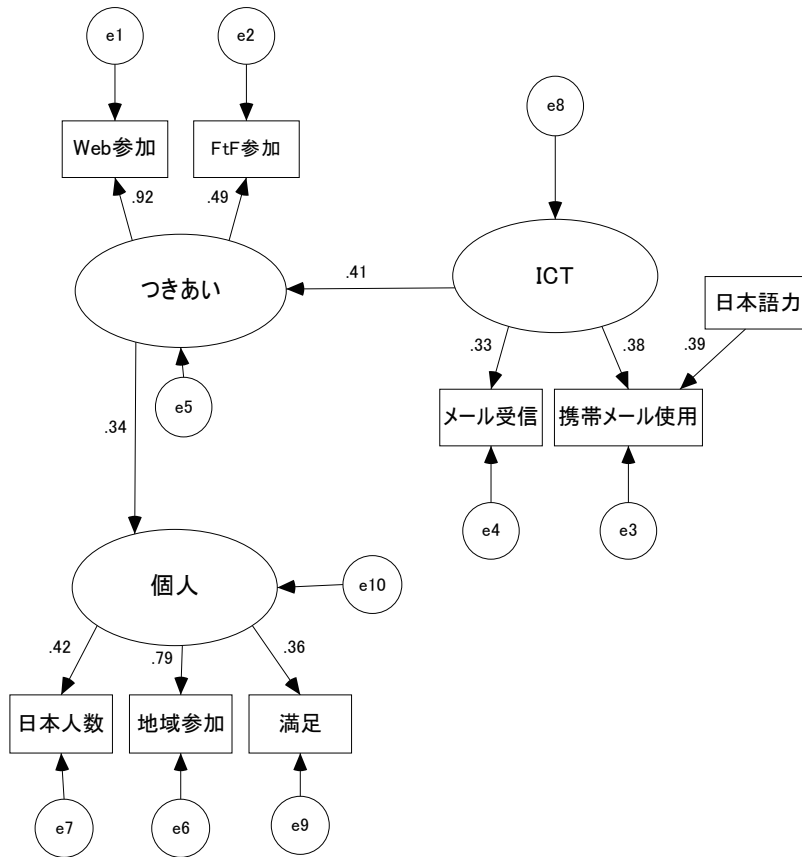 e1
e2
e8
Web参加
FtF参加
.92
.49
つきあい
.41
ICT
日本語力
.33
.38
.39
e5
メール受信
携帯メール使用
.34
e4
e3
個人
e10
.42
.79
.36
日本人数
地域参加
満足
e7
e6
e9